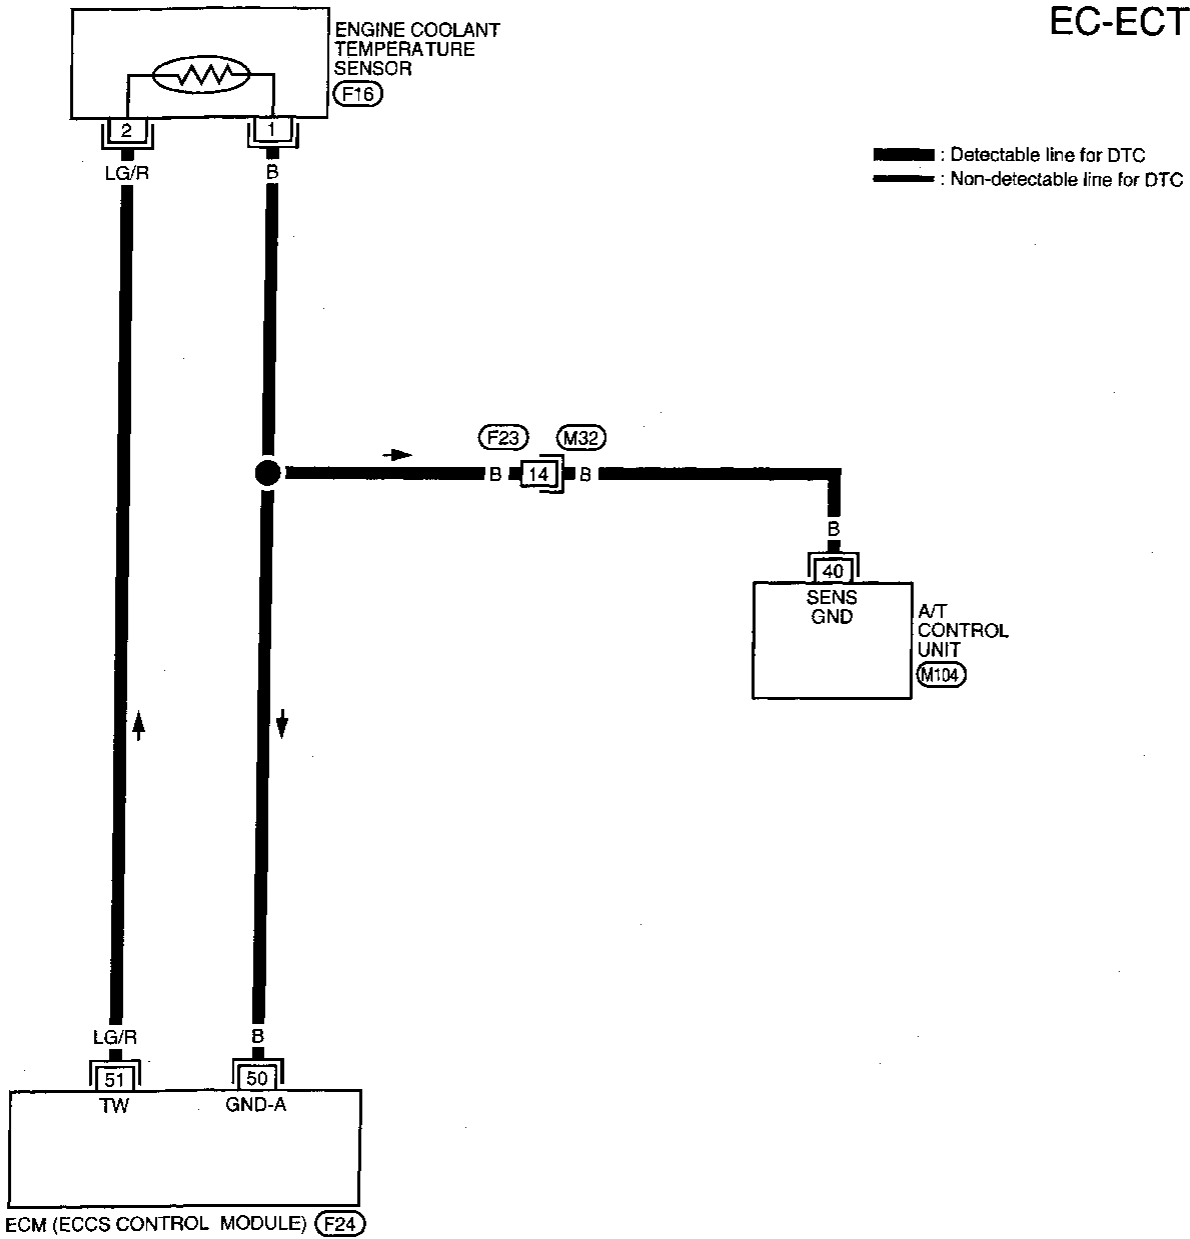 EC-ECT
ENGINE COOLANT
TEMPERATURE
SENSOR
F16
2
1
LG/R
B
: Detectable line for DTC
: Non-detectable line for DTC
F23
M32
B
14
B
B
40
SENS
GND
A/T
CONTROL
UNIT
M104
LG/R
B
51
50
TW
GND-A
ECM (ECCS CONTROL MODULE)
F24